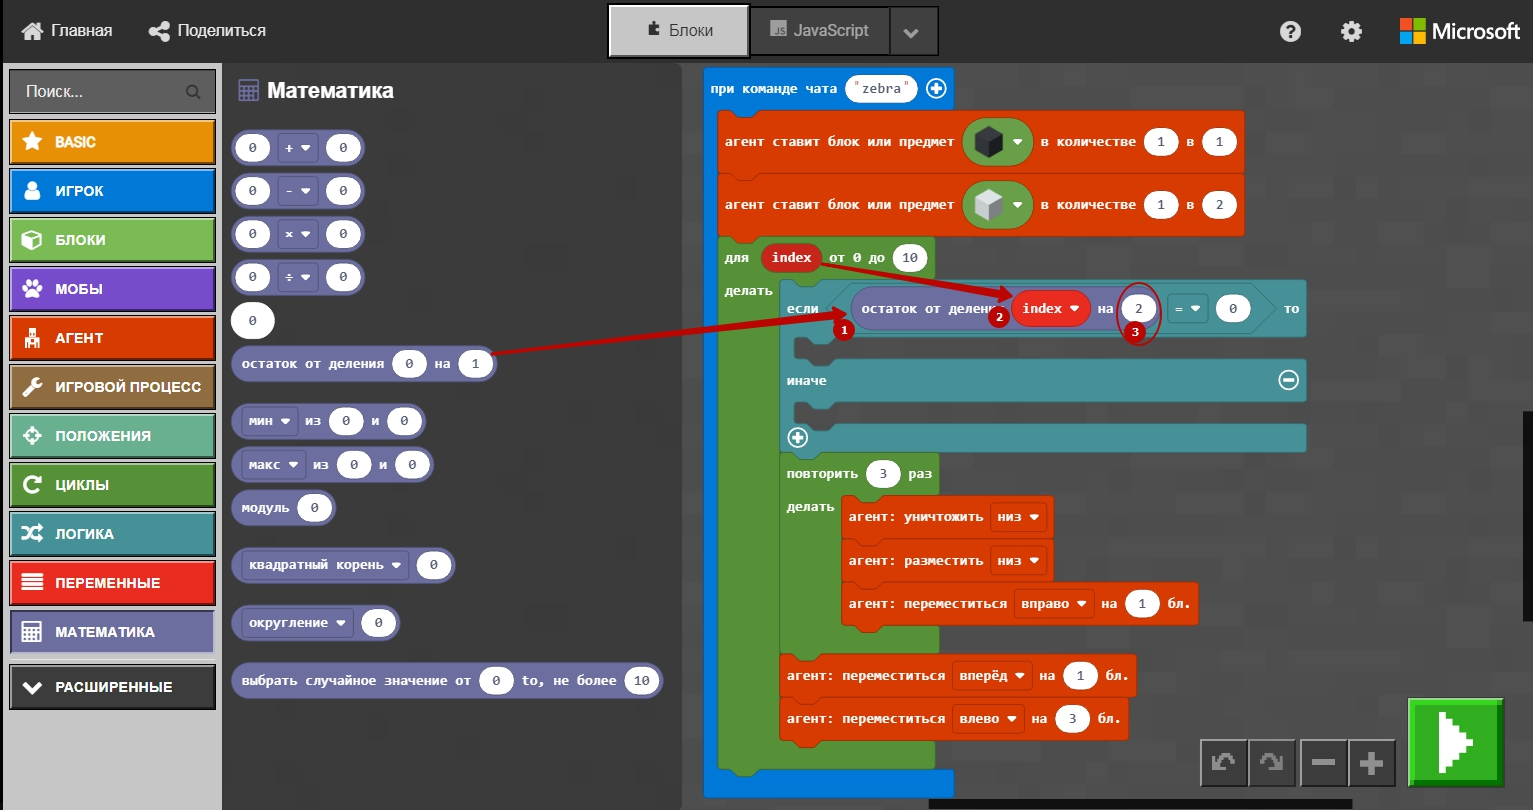 Главная
Поделиться
Блоки
JS
JavaScript
?
Microsoft
Поиск...
BASIC
ИГРОК
БЛОКИ
МОБЫ
АГЕНТ
ИГРОВОЙ ПРОЦЕСС
ПОЛОЖЕНИЯ
ЦИКЛЫ
ЛОГИКА
ПЕРЕМЕННЫЕ
МАТЕМАТИКА
РАСШИРЕННЫЕ
Математика
0 + 0
0 - 0
0 × 0
0 ÷ 0
0
остаток от деления 0 на 1
мин из 0 и 0
макс из 0 и 0
модуль 0
квадратный корень 0
округление 0
выбрать случайное значение от 0 to, не более 10
при команде чата "zebra"
агент ставит блок или предмет в количестве 1 в 1
агент ставит блок или предмет в количестве 1 в 2
для index от 0 до 10
делать
если остаток от делени index на 2 = 0 то
1
2
3
иначе
повторить 3 раз
делать
агент: уничтожить низ
агент: разместить низ
агент: переместиться вправо на 1 бл.
агент: переместиться вперёд на 1 бл.
агент: переместиться влево на 3 бл.